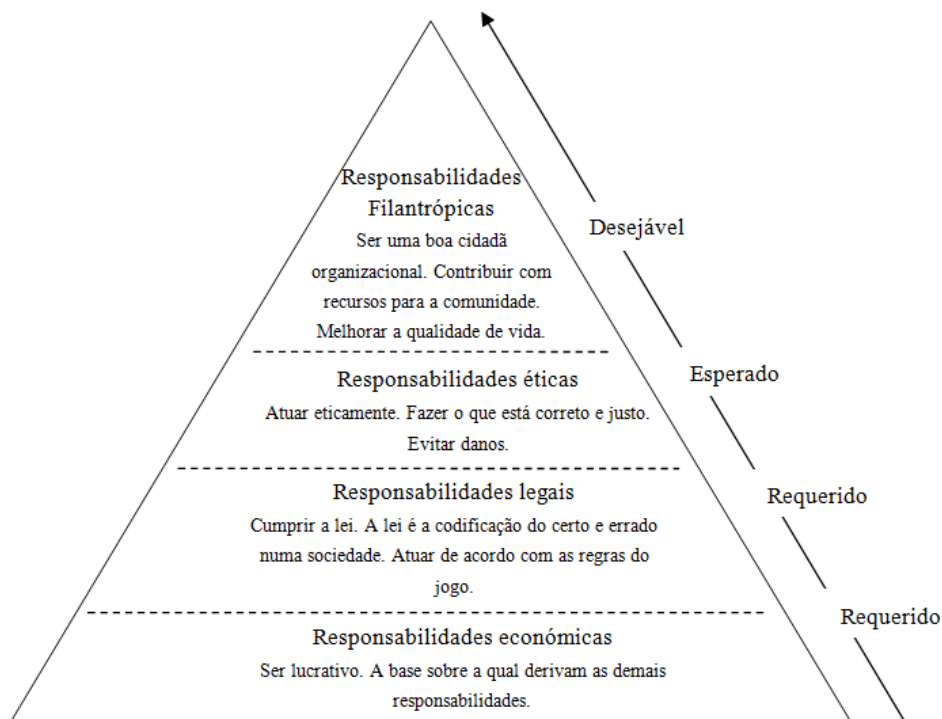 Responsabilidades
Filantrópicas
Ser uma boa cidadã
organizacional. Contribuir com
recursos para a comunidade.
Melhorar a qualidade de vida.
Desejável
Responsabilidades éticas
Atuar eticamente. Fazer o que está correto e justo.
Evitar danos.
Esperado
Responsabilidades legais
Cumprir a lei. A lei é a codificação do certo e errado
numa sociedade. Atuar de acordo com as regras do
jogo.
Requerido
Responsabilidades económicas
Ser lucrativo. A base sobre a qual derivam as demais
responsabilidades.
Requerido